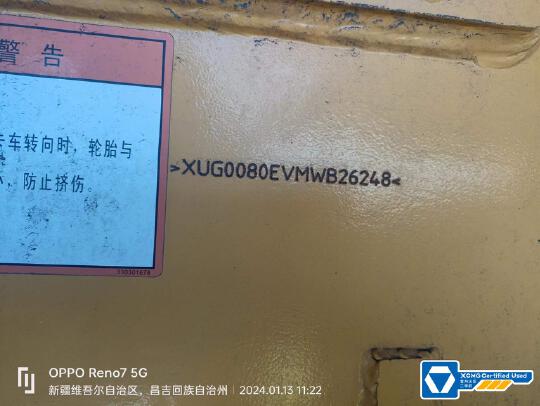 警告
车转向时，轮胎与
，防止挤伤。
>XUG0080EVMWB26248<
330301678
OPPO Reno7 5G
新疆维吾尔自治区，昌吉回族自治州 | 2024.01.13 11:22
XCMG Certified Used